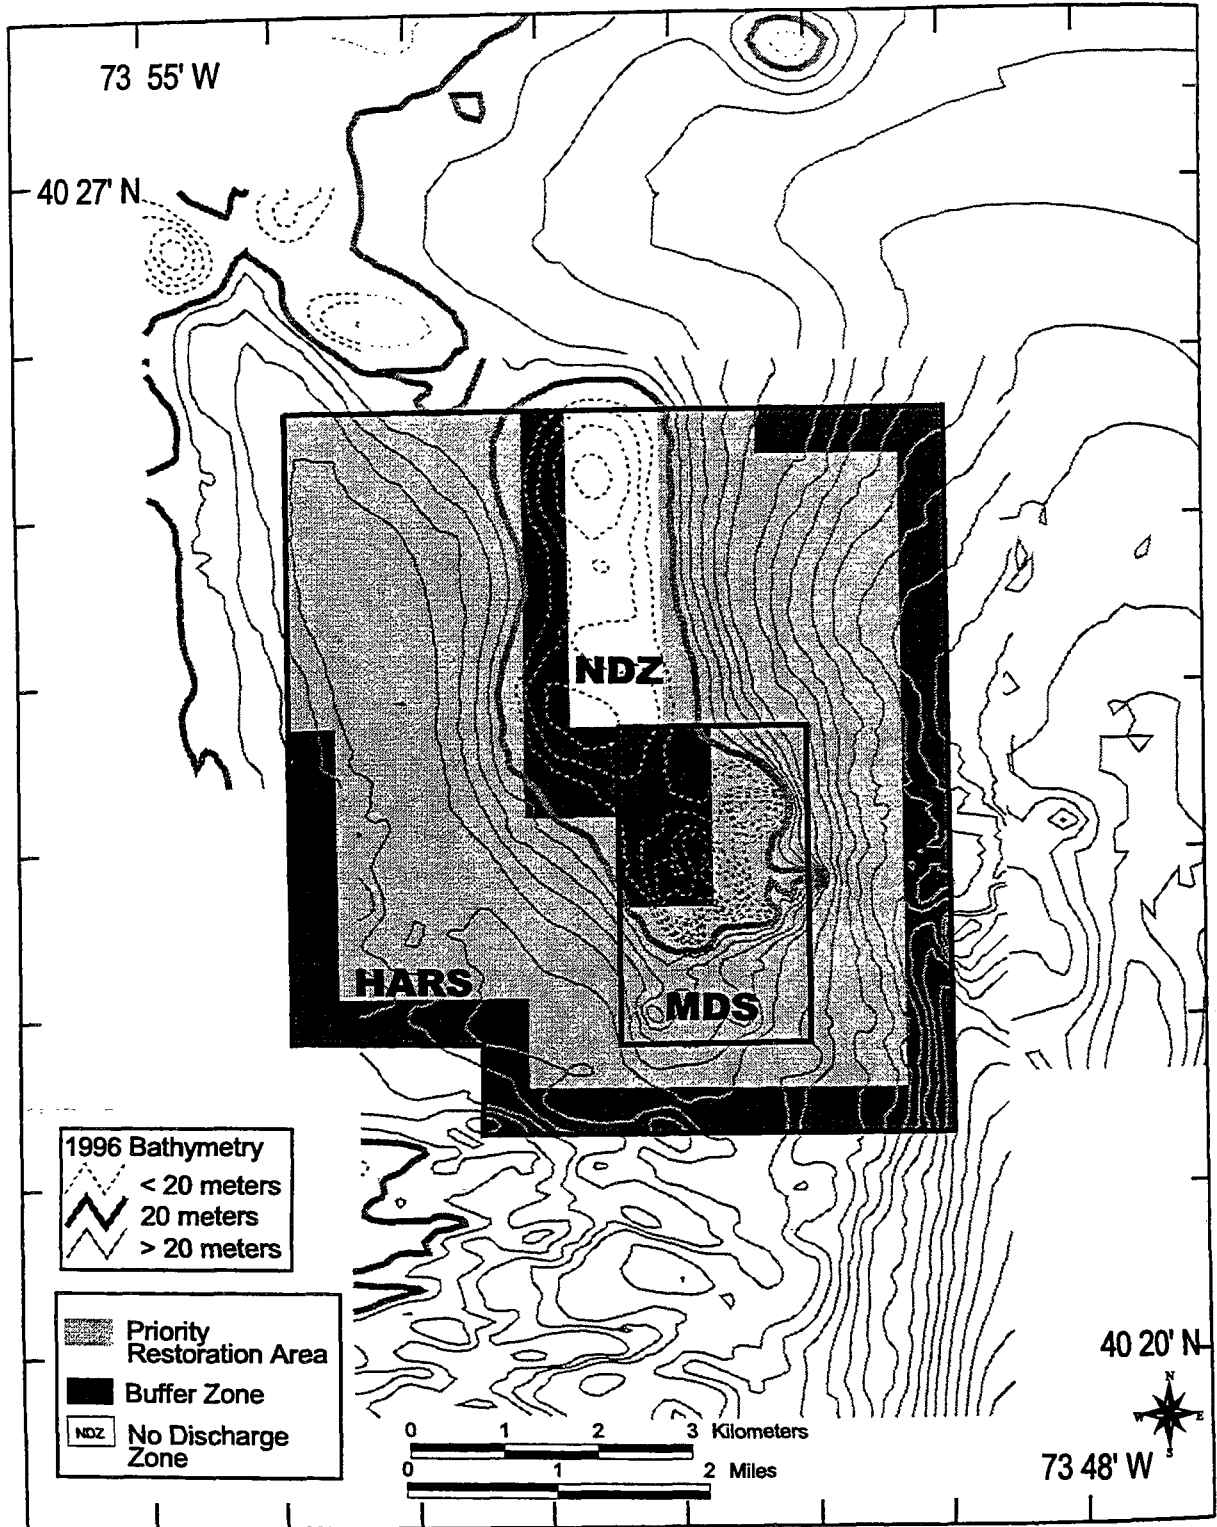 73 55' W
40 27' N
NDZ
HARS
MDS
1996 Bathymetry
< 20 meters
20 meters
> 20 meters
Priority
Restoration Area
Buffer Zone
NDZ No Discharge
Zone
0 1 2 3 Kilometers
0 1 2 Miles
40 20' N
N
W E
S
73 48' W